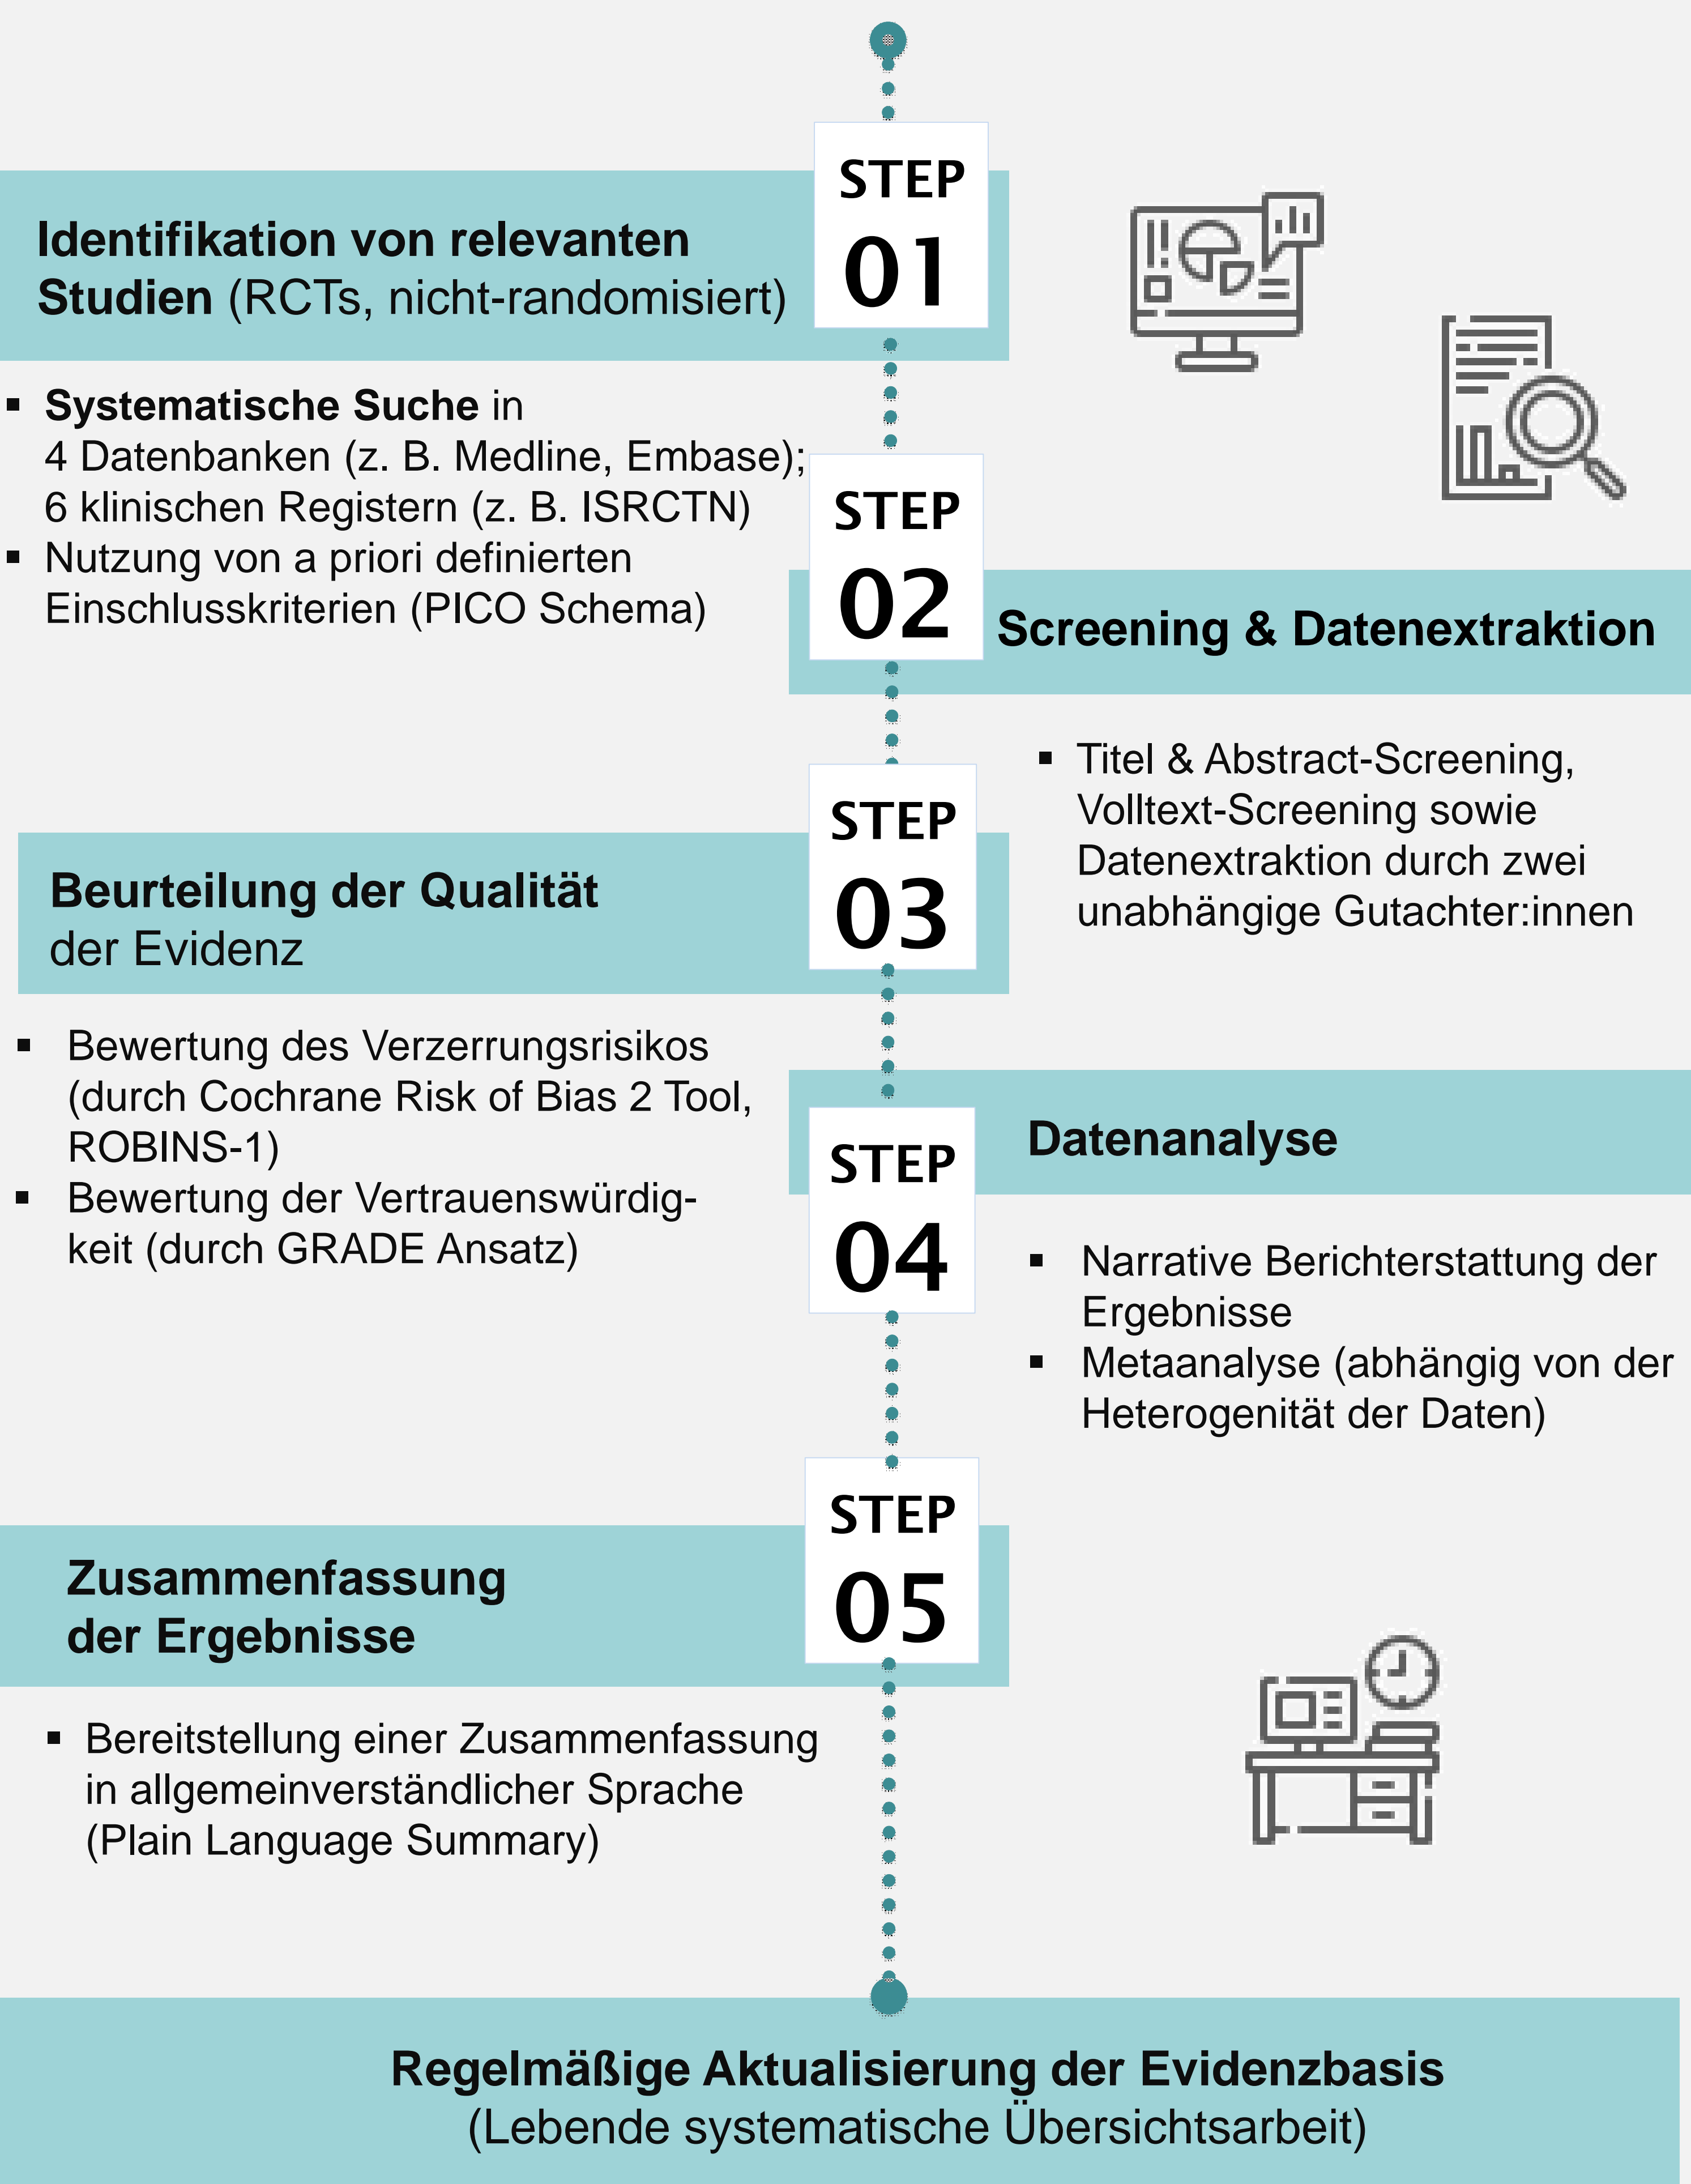 STEP
01
Identifikation von relevanten
Studien (RCTs, nicht-randomisiert)
▪ Systematische Suche in
4 Datenbanken (z. B. Medline, Embase);
6 klinischen Registern (z. B. ISRCTN)
▪ Nutzung von a priori definierten
Einschlusskriterien (PICO Schema)
STEP
02
Screening & Datenextraktion
▪ Titel & Abstract-Screening,
Volltext-Screening sowie
Datenextraktion durch zwei
unabhängige Gutachter:innen
STEP
03
Beurteilung der Qualität
der Evidenz
▪ Bewertung des Verzerrungsrisikos
(durch Cochrane Risk of Bias 2 Tool,
ROBINS-1)
▪ Bewertung der Vertrauenswürdig-
keit (durch GRADE Ansatz)
STEP
04
Datenanalyse
▪ Narrative Berichterstattung der
Ergebnisse
▪ Metaanalyse (abhängig von der
Heterogenität der Daten)
STEP
05
Zusammenfassung
der Ergebnisse
▪ Bereitstellung einer Zusammenfassung
in allgemeinverständlicher Sprache
(Plain Language Summary)
Regelmäßige Aktualisierung der Evidenzbasis
(Lebende systematische Übersichtsarbeit)